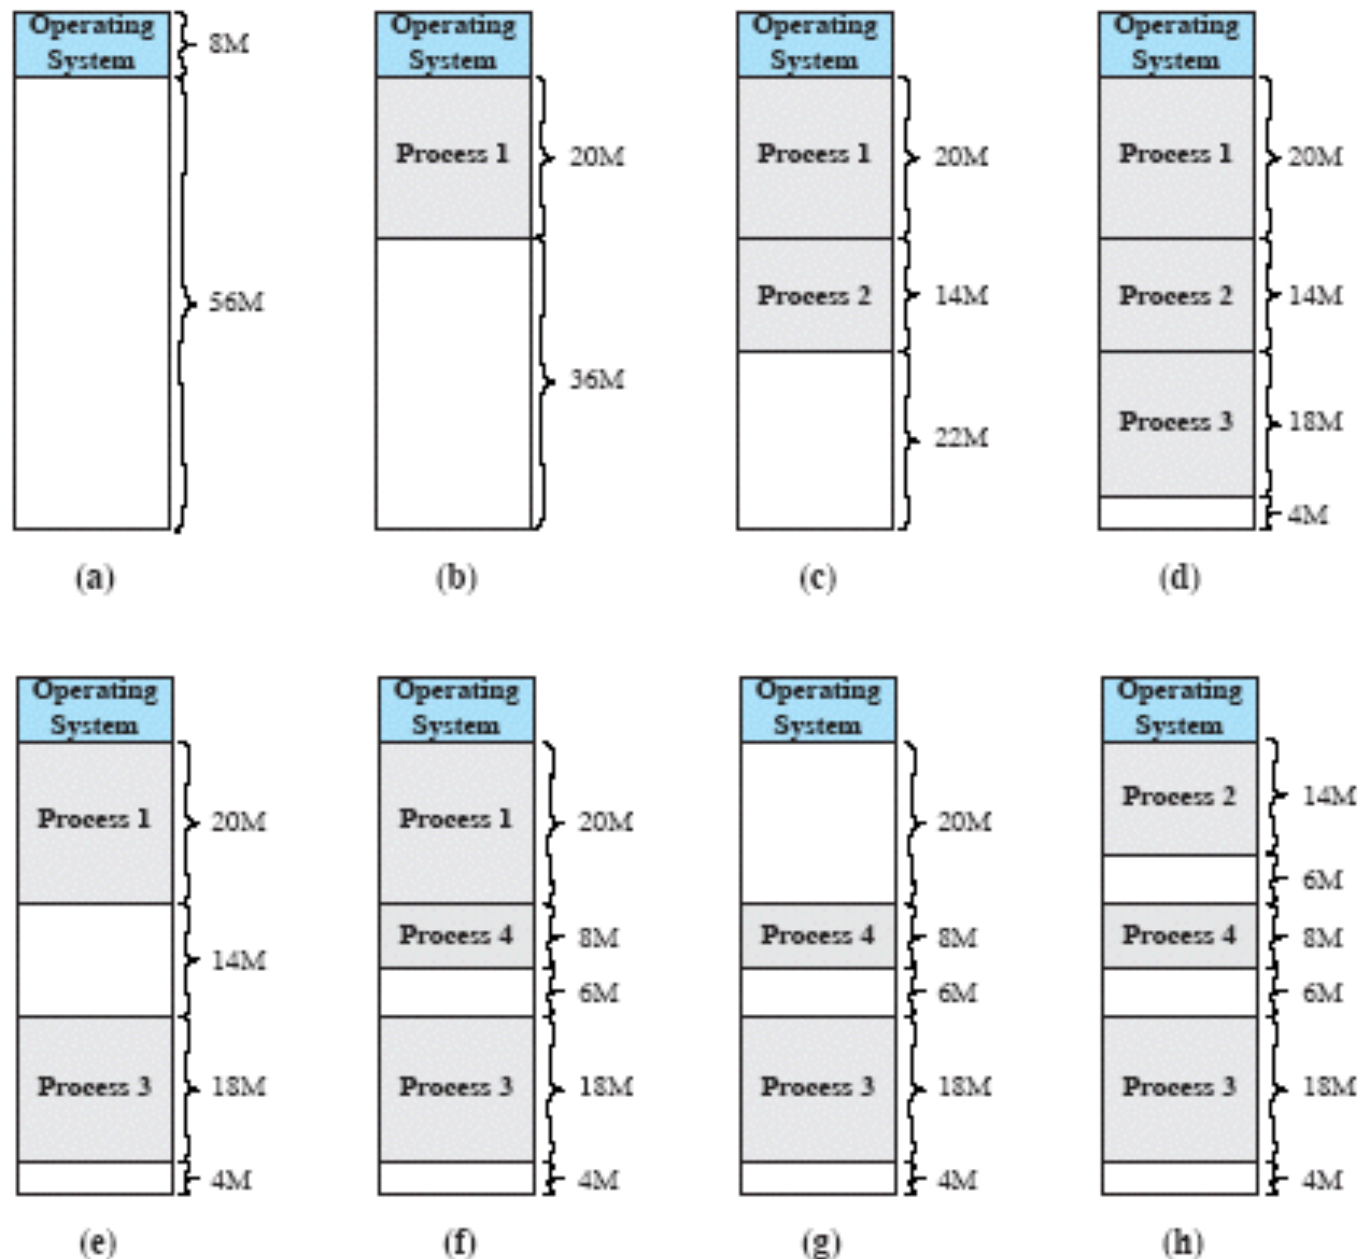 Operating
System
8M
56M
(a)
Operating
System
Process 1
20M
36M
(b)
Operating
System
Process 1
20M
Process 2
14M
22M
(c)
Operating
System
Process 1
20M
Process 2
14M
Process 3
18M
4M
(d)
Operating
System
Process 1
20M
14M
Process 3
18M
4M
(e)
Operating
System
Process 1
20M
Process 4
8M
6M
Process 3
18M
4M
(f)
Operating
System
20M
Process 4
8M
6M
Process 3
18M
4M
(g)
Operating
System
Process 2
14M
6M
Process 4
8M
6M
Process 3
18M
4M
(h)